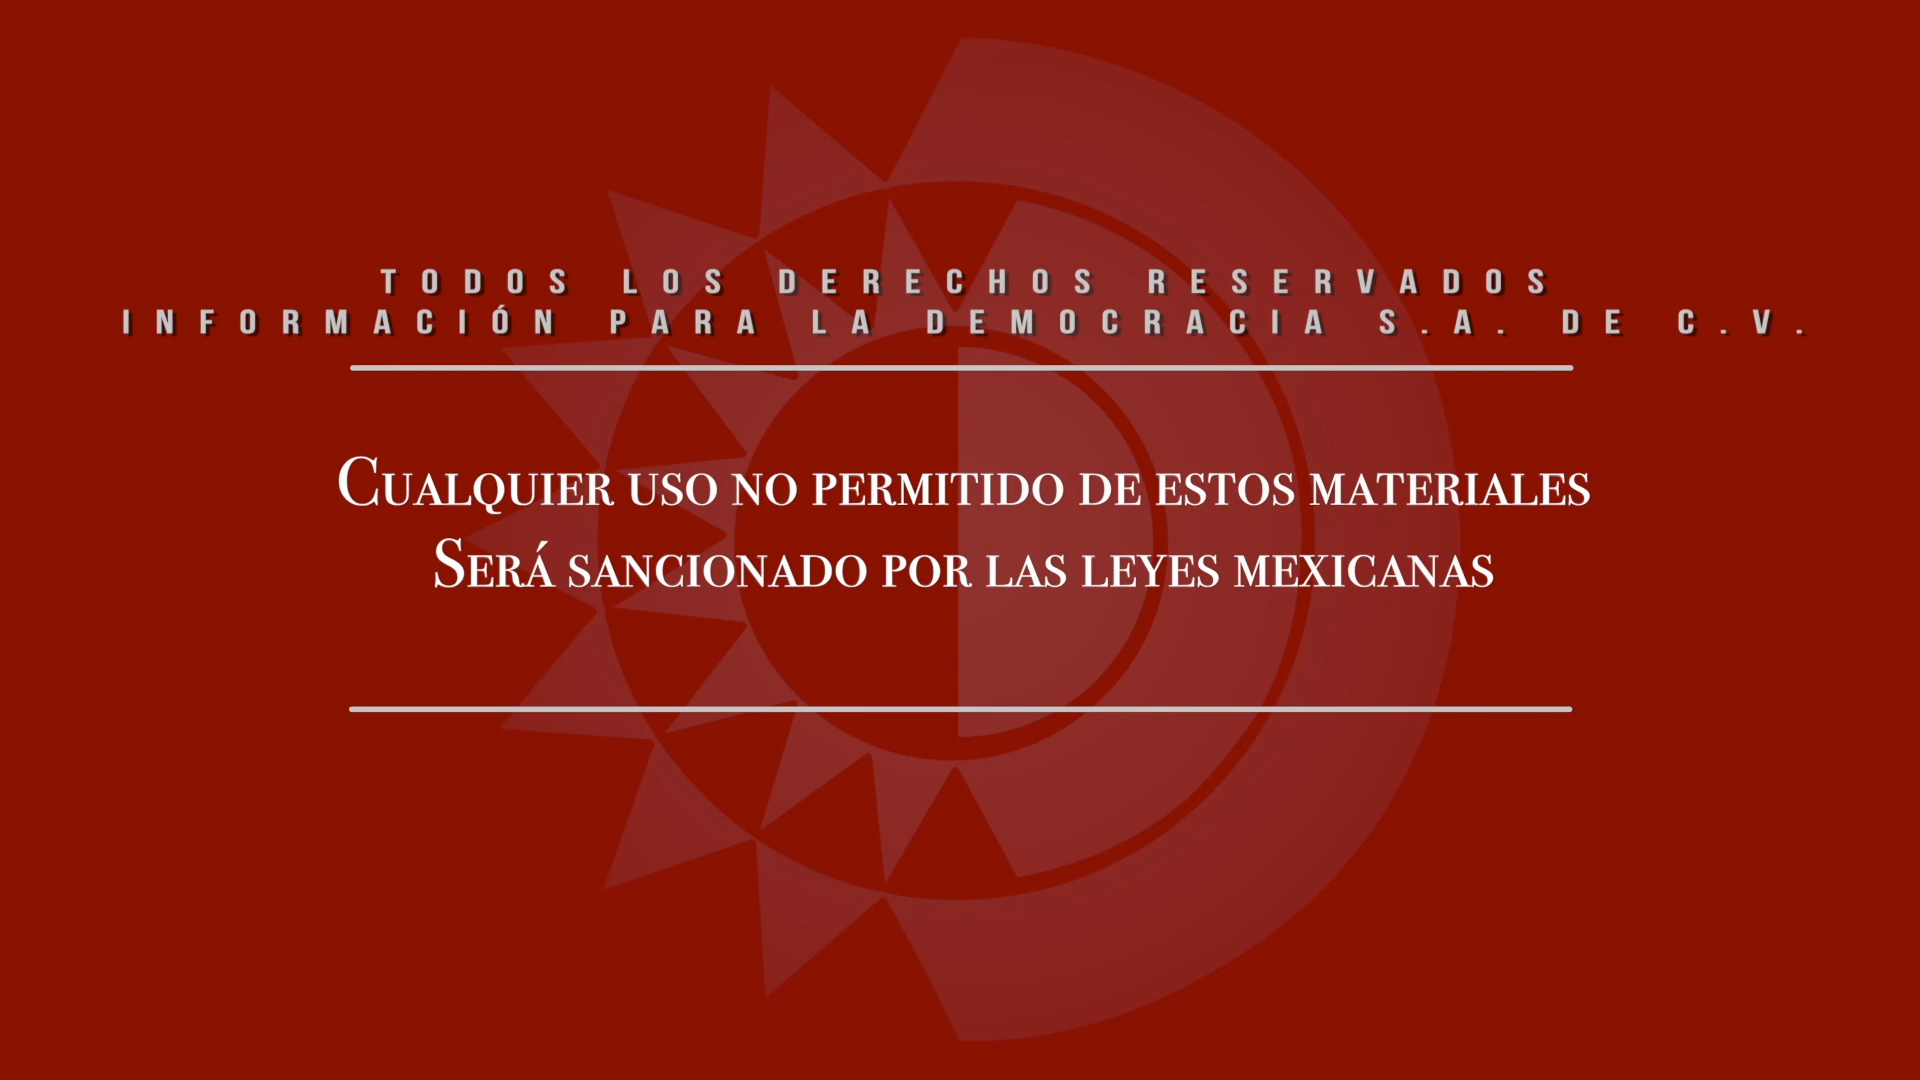 TODOS LOS DERECHOS RESERVADOS
INFORMACIÓN PARA LA DEMOCRACIA S.A. DE C.V.
Cualquier uso no permitido de estos materiales
Será sancionado por las leyes mexicanas